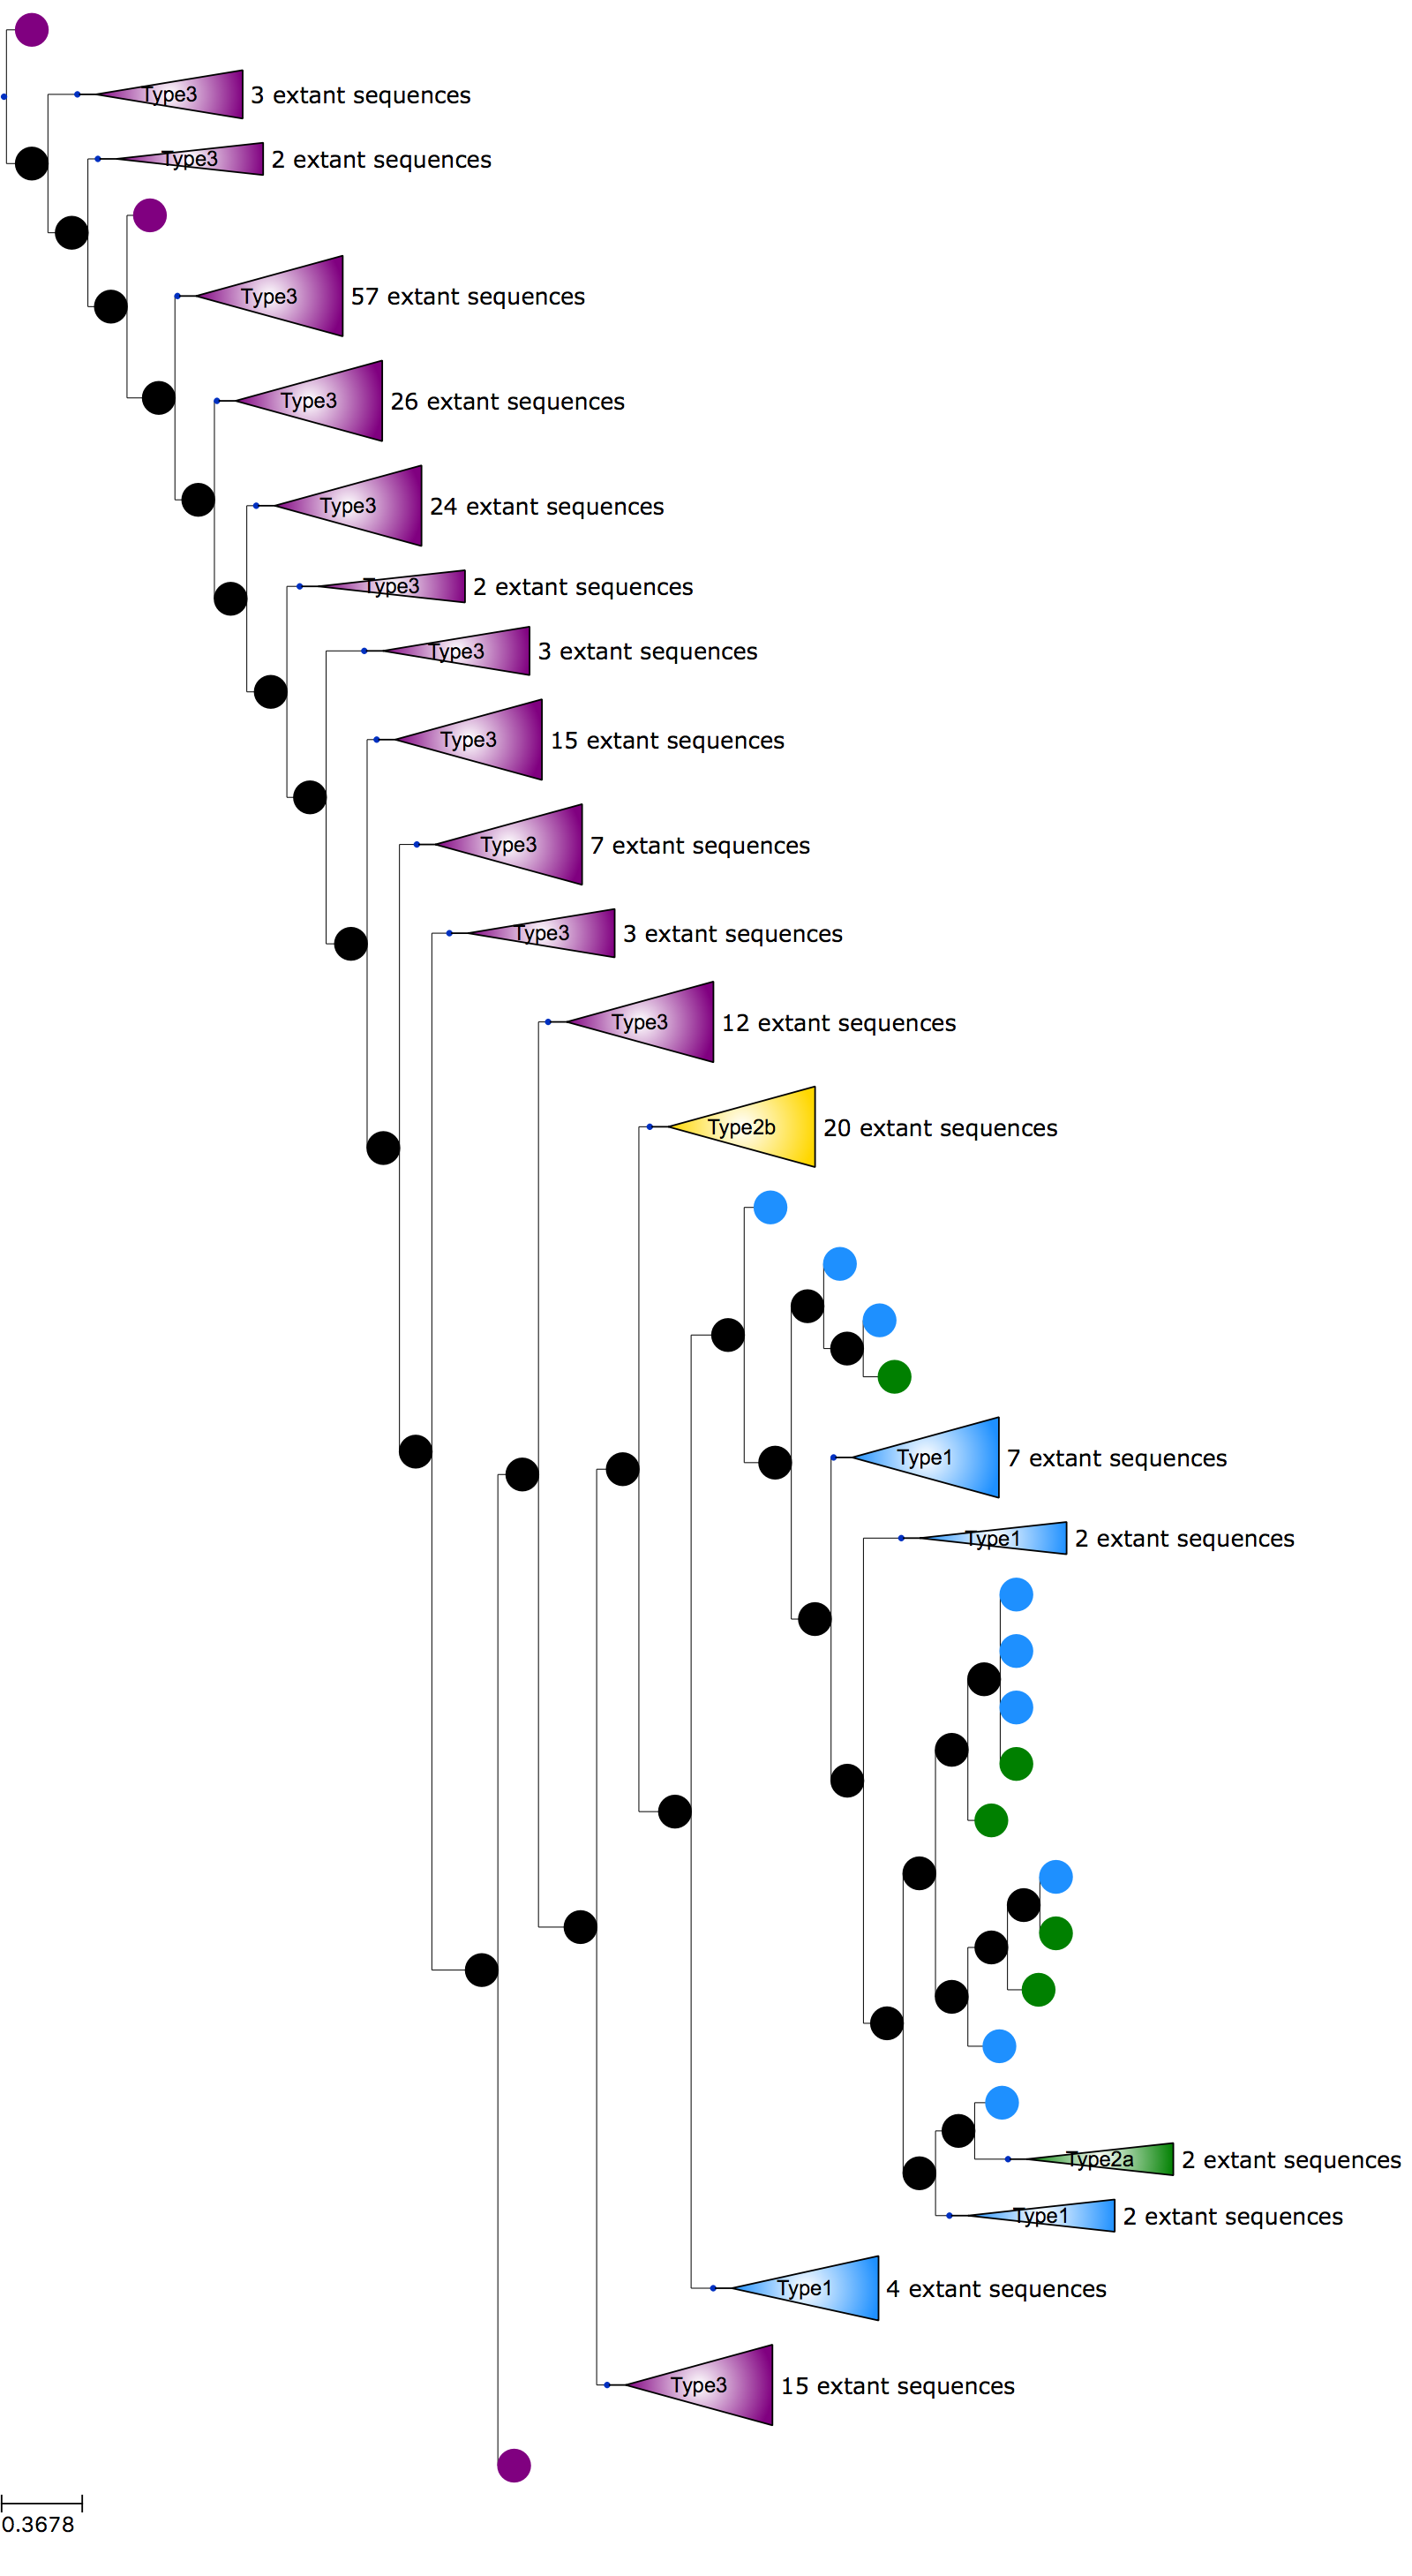 Type3 3 extant sequences
Type3 2 extant sequences
Type3 57 extant sequences
Type3 26 extant sequences
Type3 24 extant sequences
Type3 2 extant sequences
Type3 3 extant sequences
Type3 15 extant sequences
Type3 7 extant sequences
Type3 3 extant sequences
Type3 12 extant sequences
Type2b 20 extant sequences
Type1 7 extant sequences
Type1 2 extant sequences
Type2a 2 extant sequences
Type1 2 extant sequences
Type1 4 extant sequences
Type3 15 extant sequences
0.3678